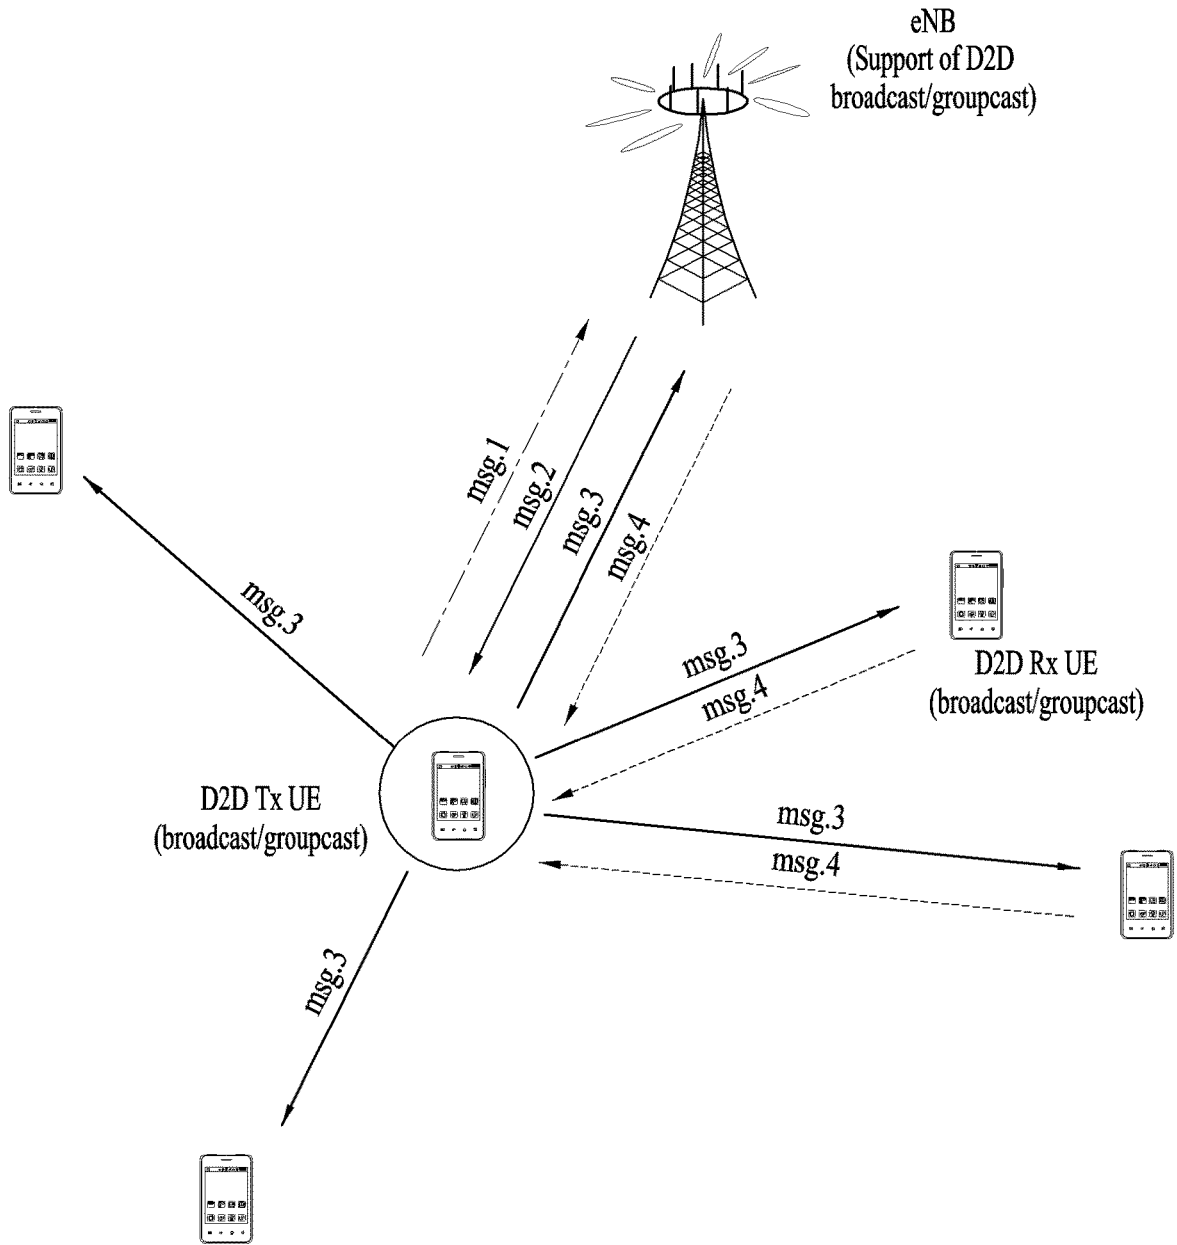 eNB
(Support of D2D
broadcast/groupcast)
msg.1
msg.2
msg.3
msg.4
msg.3
msg.3
msg.4
D2D Rx UE
(broadcast/groupcast)
D2D Tx UE
(broadcast/groupcast)
msg.3
msg.4
msg.3